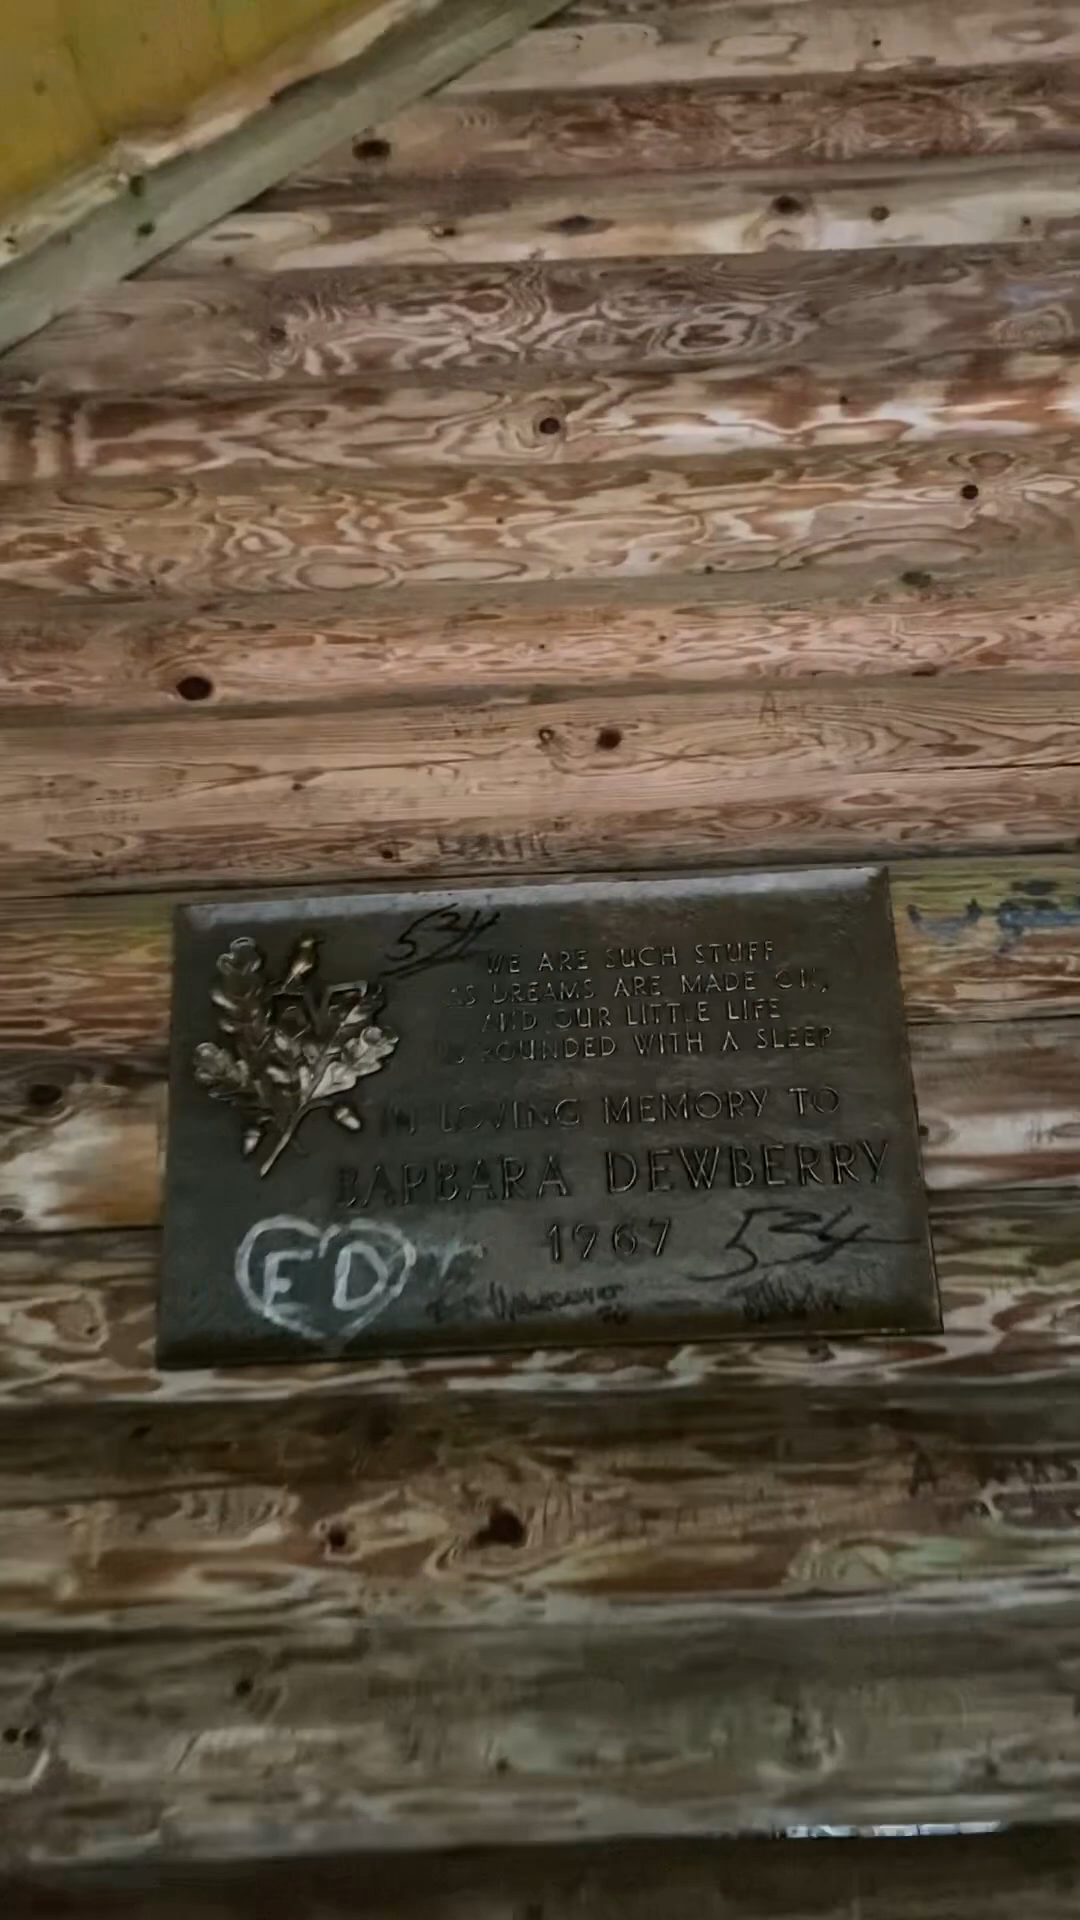 534
WE ARE SUCH STUFF
AS DREAMS ARE MADE ON,
AND OUR LITTLE LIFE
IS ROUNDED WITH A SLEEP
IN LOVING MEMORY TO
BARBARA DEWBERRY
1967
534
ED